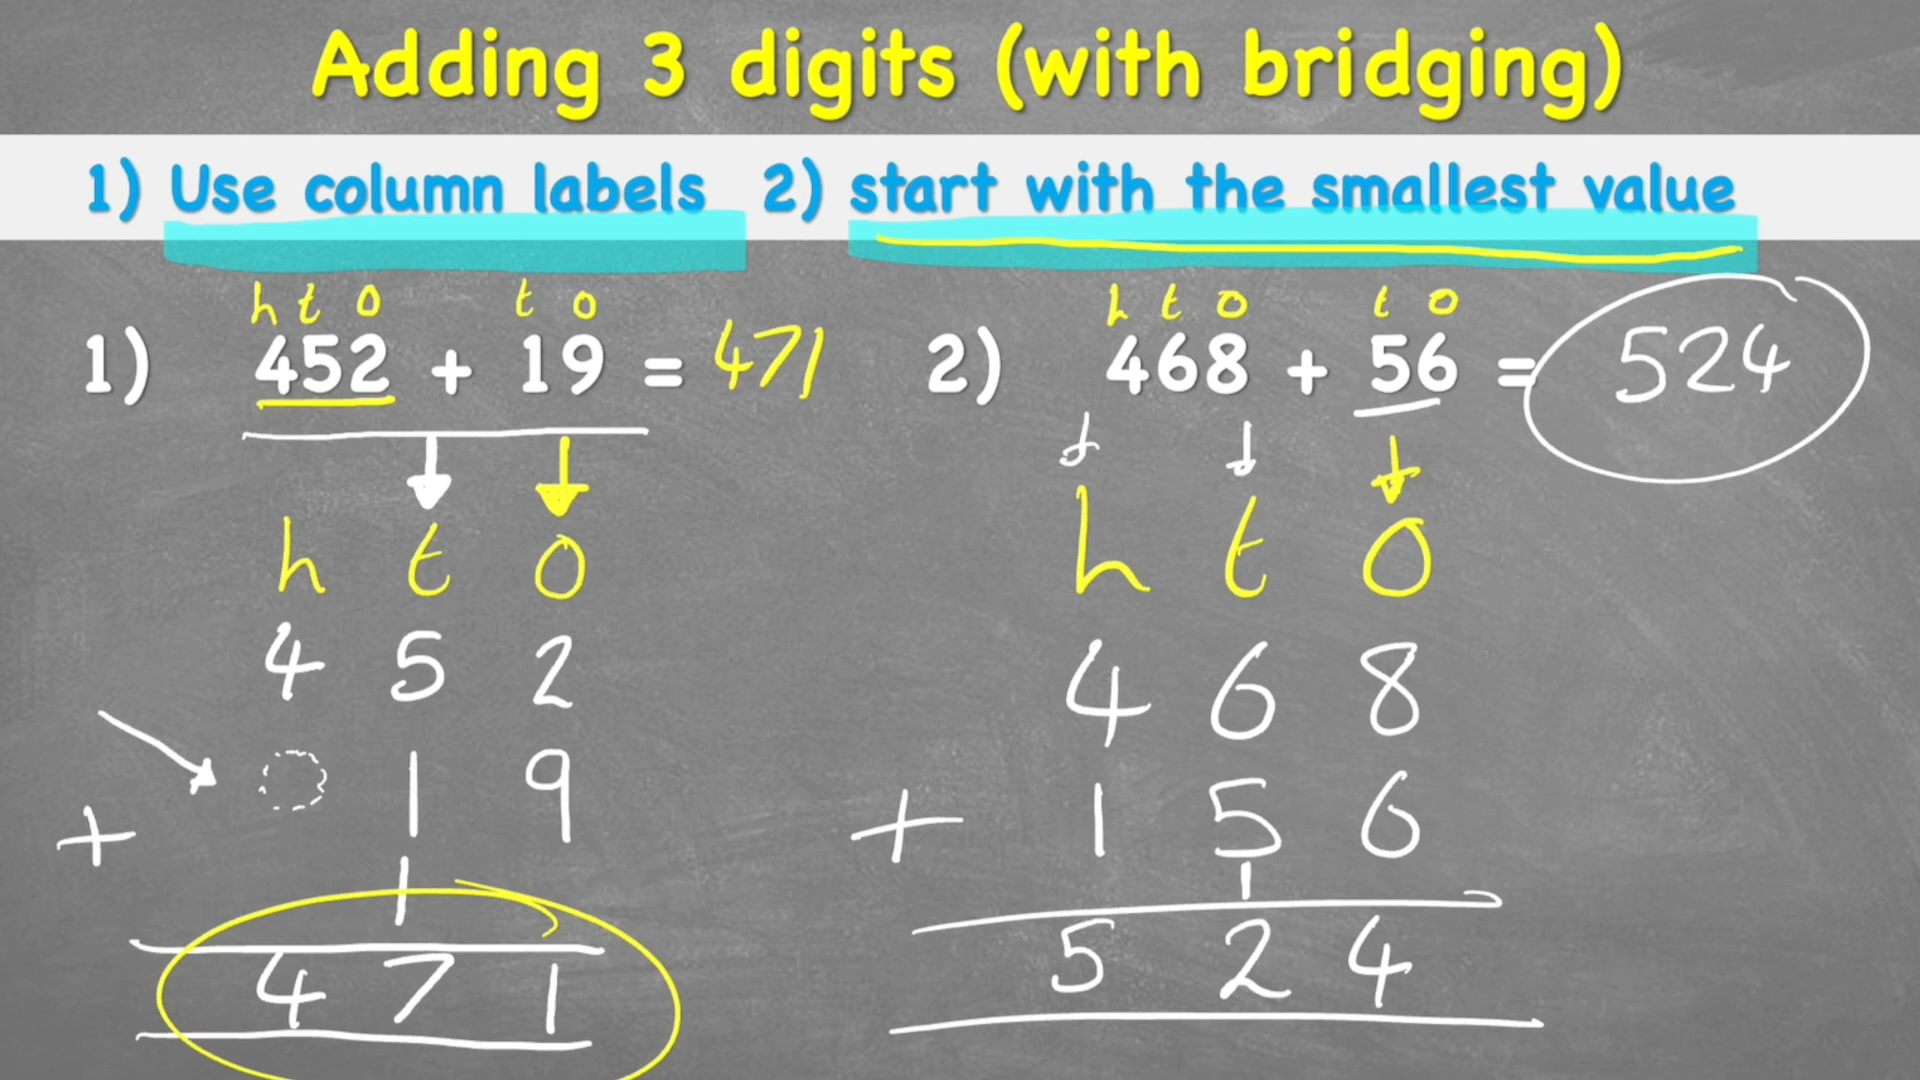 Adding 3 digits (with bridging)
1) Use column labels 2) start with the smallest value
h t o t o
1) 452 + 19 = 471
h t o
4 5 2
1 9
+
1
4 7 1
h t o t o
2) 468 + 56 = 524
h t o
4 6 8
+ 1 5 6
1
5 2 4